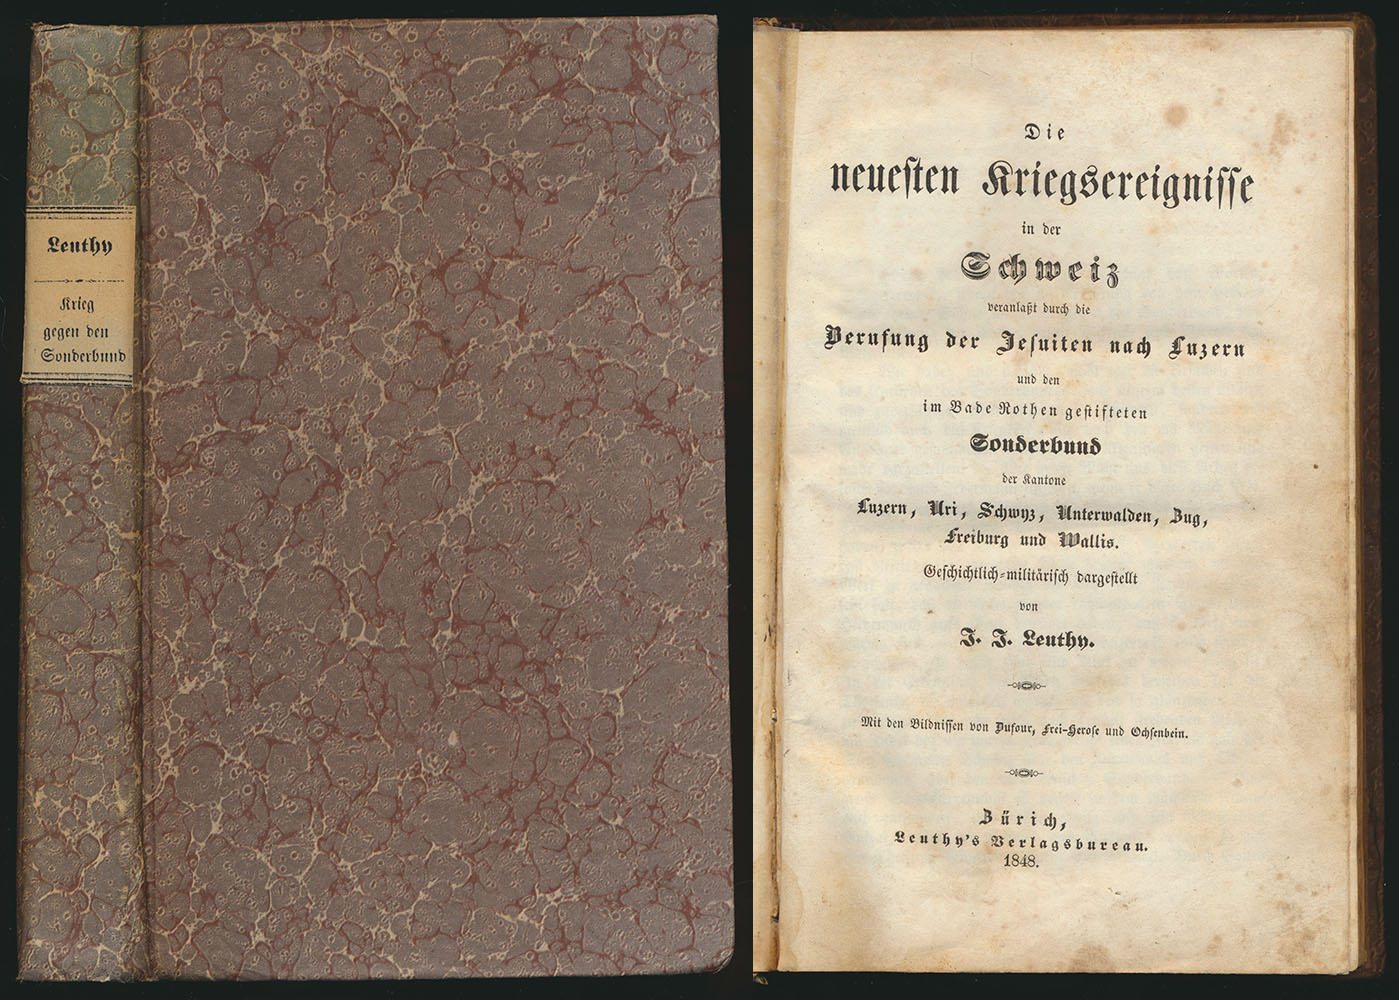 Leuthy
Krieg
gegen den
Sonderbund
Die
neueſten Kriegsereigniſſe
in der
Schweiz
veranlaßt durch die
Berufung der Jeſuiten nach Luzern
und den
im Bade Rothen geſtifteten
Sonderbund
der Kantone
Luzern, Uri, Schwyz, Unterwalden, Zug,
Freiburg und Wallis.
Geſchichtlich-militäriſch dargeſtellt
von
J. J. Leuthy.
Mit den Bildniſſen von Dufour, Frei-Heroſe und Ochſenbein.
Zürich,
Leuthy's Verlagsbureau.
1848.